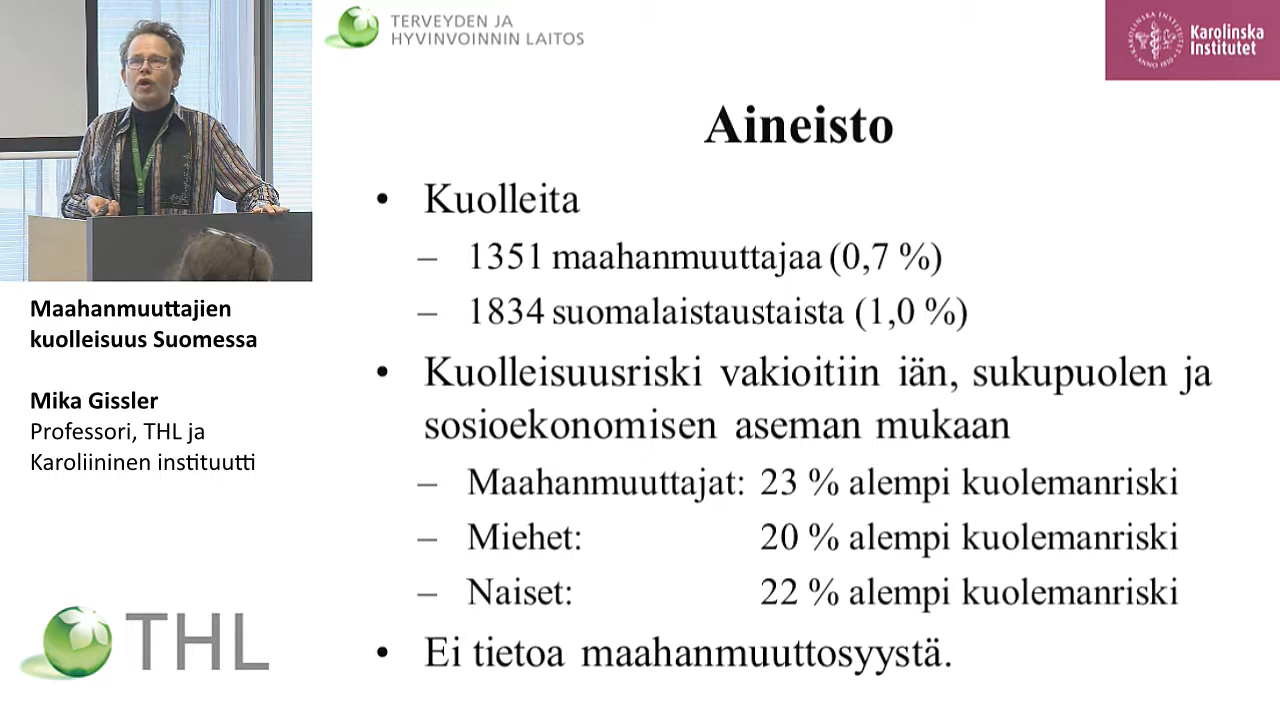 TERVEYDEN JA
HYVINVOINNIN LAITOS
Karolinska
Institutet
Aineisto
• Kuolleita
– 1351 maahanmuuttajaa (0,7 %)
– 1834 suomalaistaustaista (1,0 %)
• Kuolleisuusriski vakioitiin iän, sukupuolen ja
sosioekonomisen aseman mukaan
– Maahanmuuttajat: 23 % alempi kuolemanriski
– Miehet: 20 % alempi kuolemanriski
– Naiset: 22 % alempi kuolemanriski
• Ei tietoa maahanmuuttosyystä.
Maahanmuuttajien
kuolleisuus Suomessa
Mika Gissler
Professori, THL ja
Karoliininen instituutti
THL